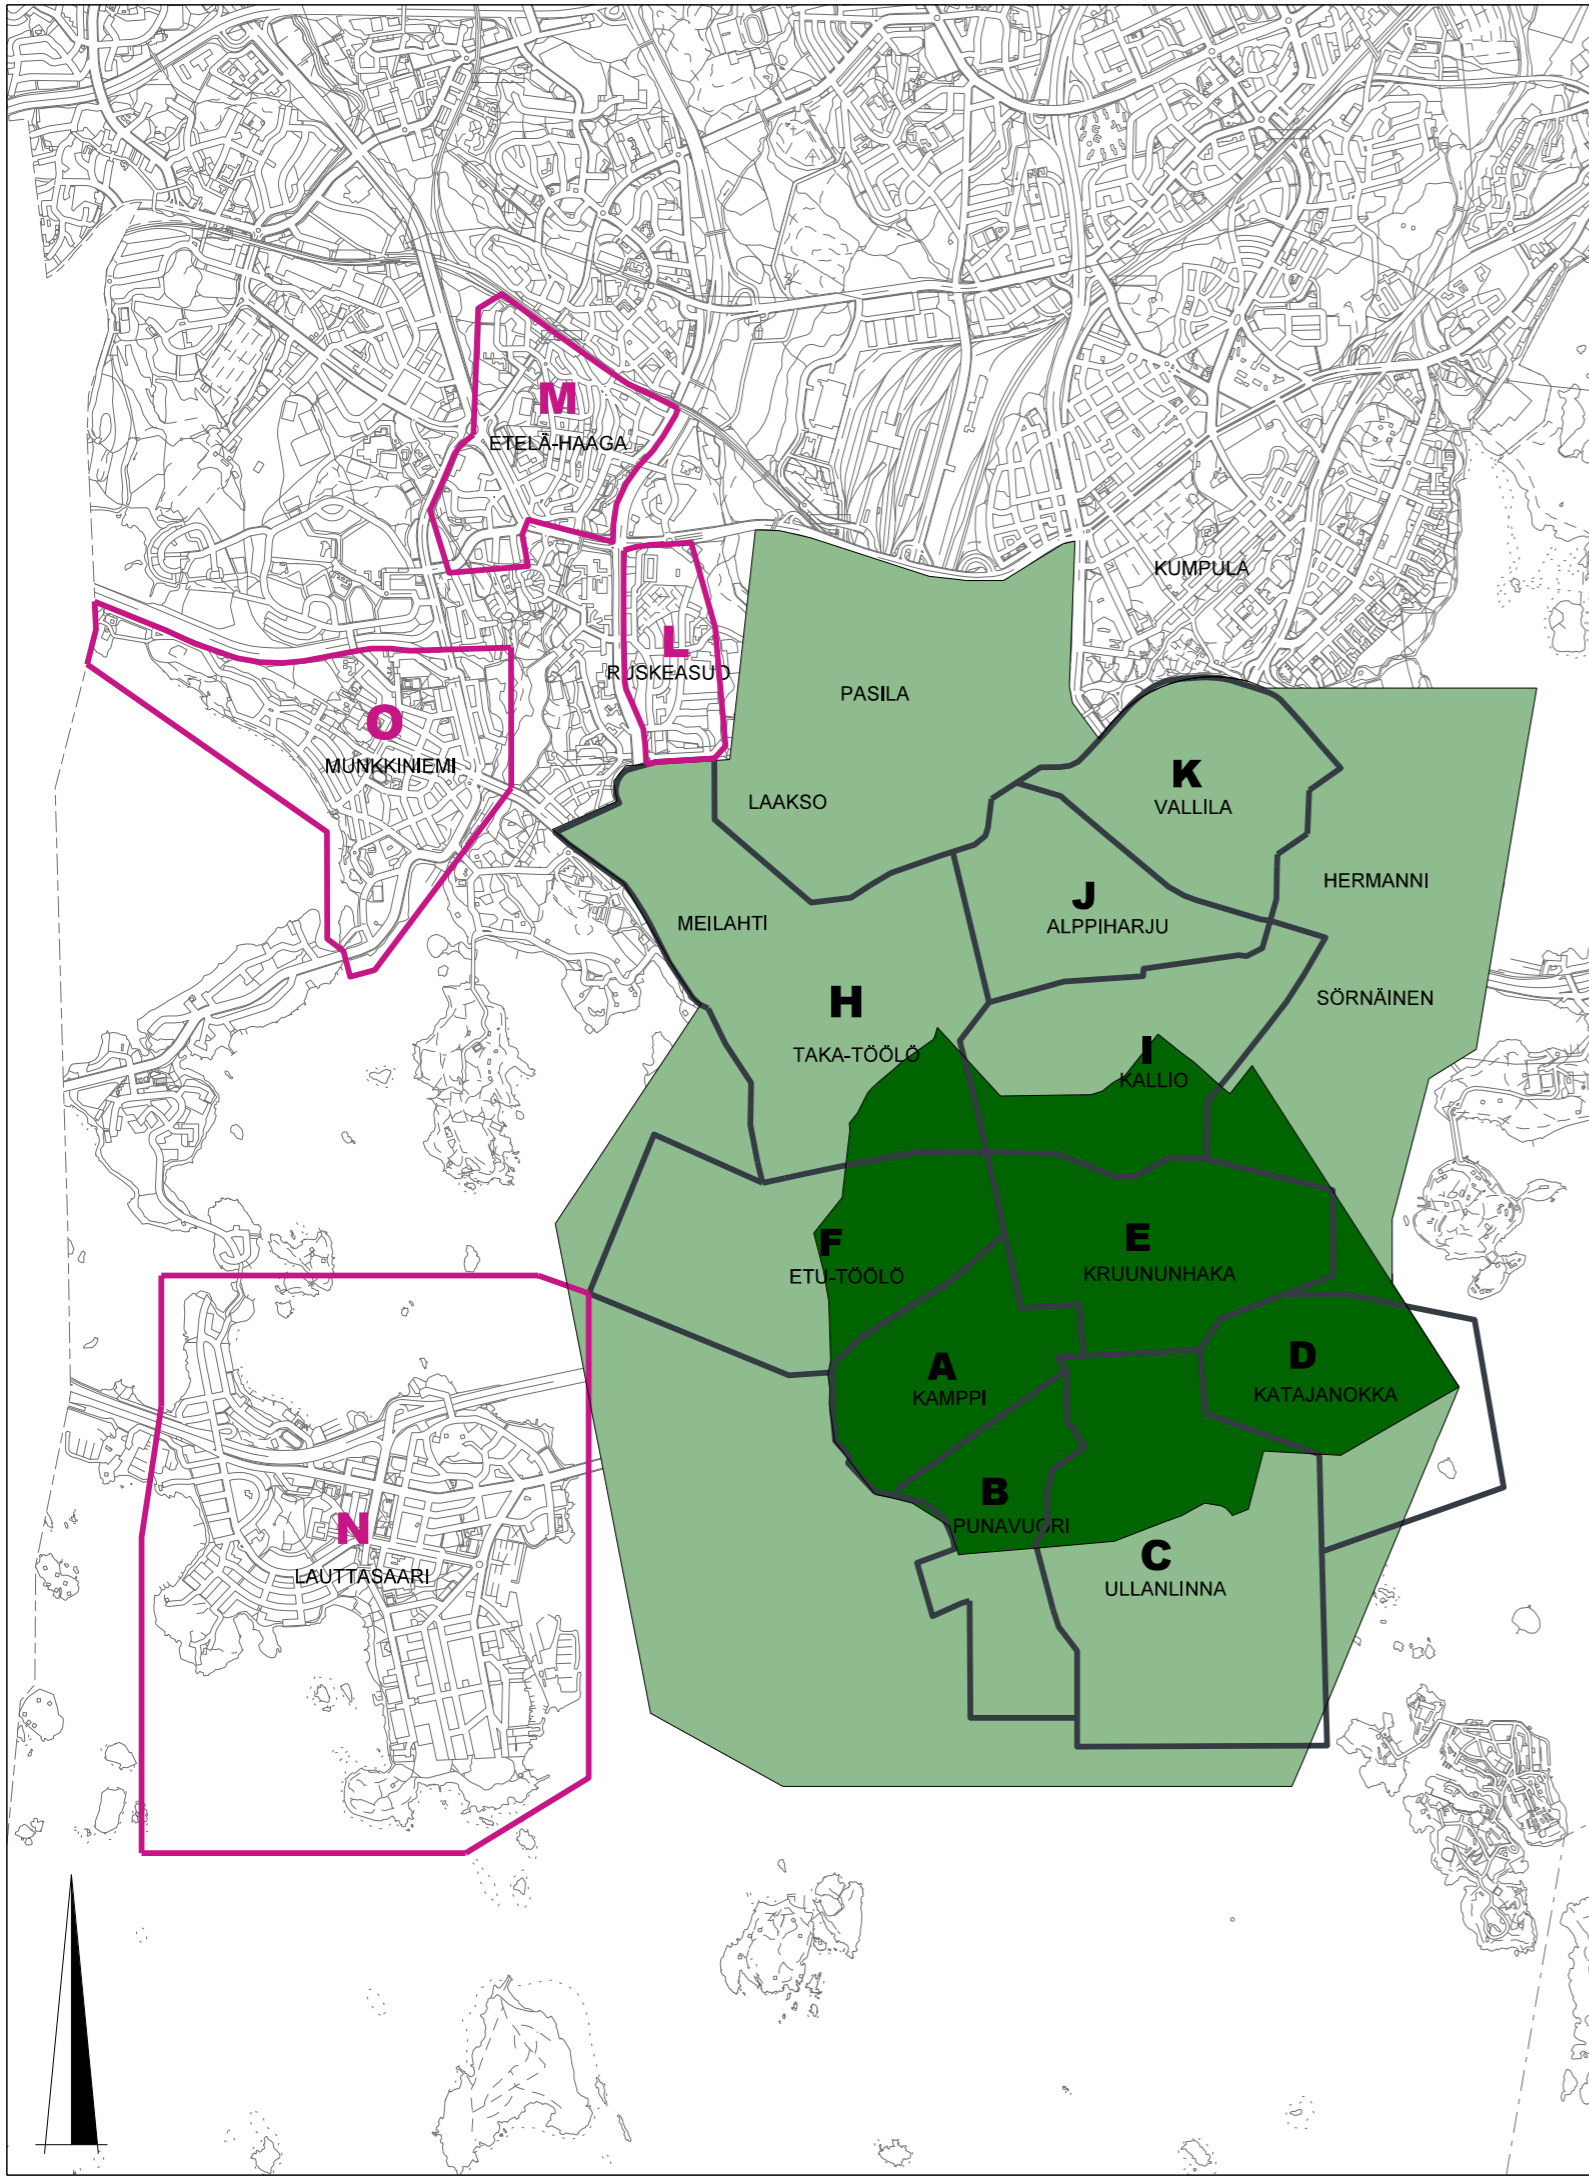 M
ETELÄ-HAAGA
KUMPULA
L
RUSKEASUO
PASILA
O
MUNKKINIEMI
K
VALLILA
LAAKSO
HERMANNI
J
ALPPIHARJU
MEILAHTI
H
SÖRNÄINEN
TAKA-TÖÖLÖ
I
KALLIO
F
ETU-TÖÖLÖ
E
KRUUNUNHAKA
A
KAMPPI
D
KATAJANOKKA
B
PUNAVUORI
N
LAUTTASAARI
C
ULLANLINNA